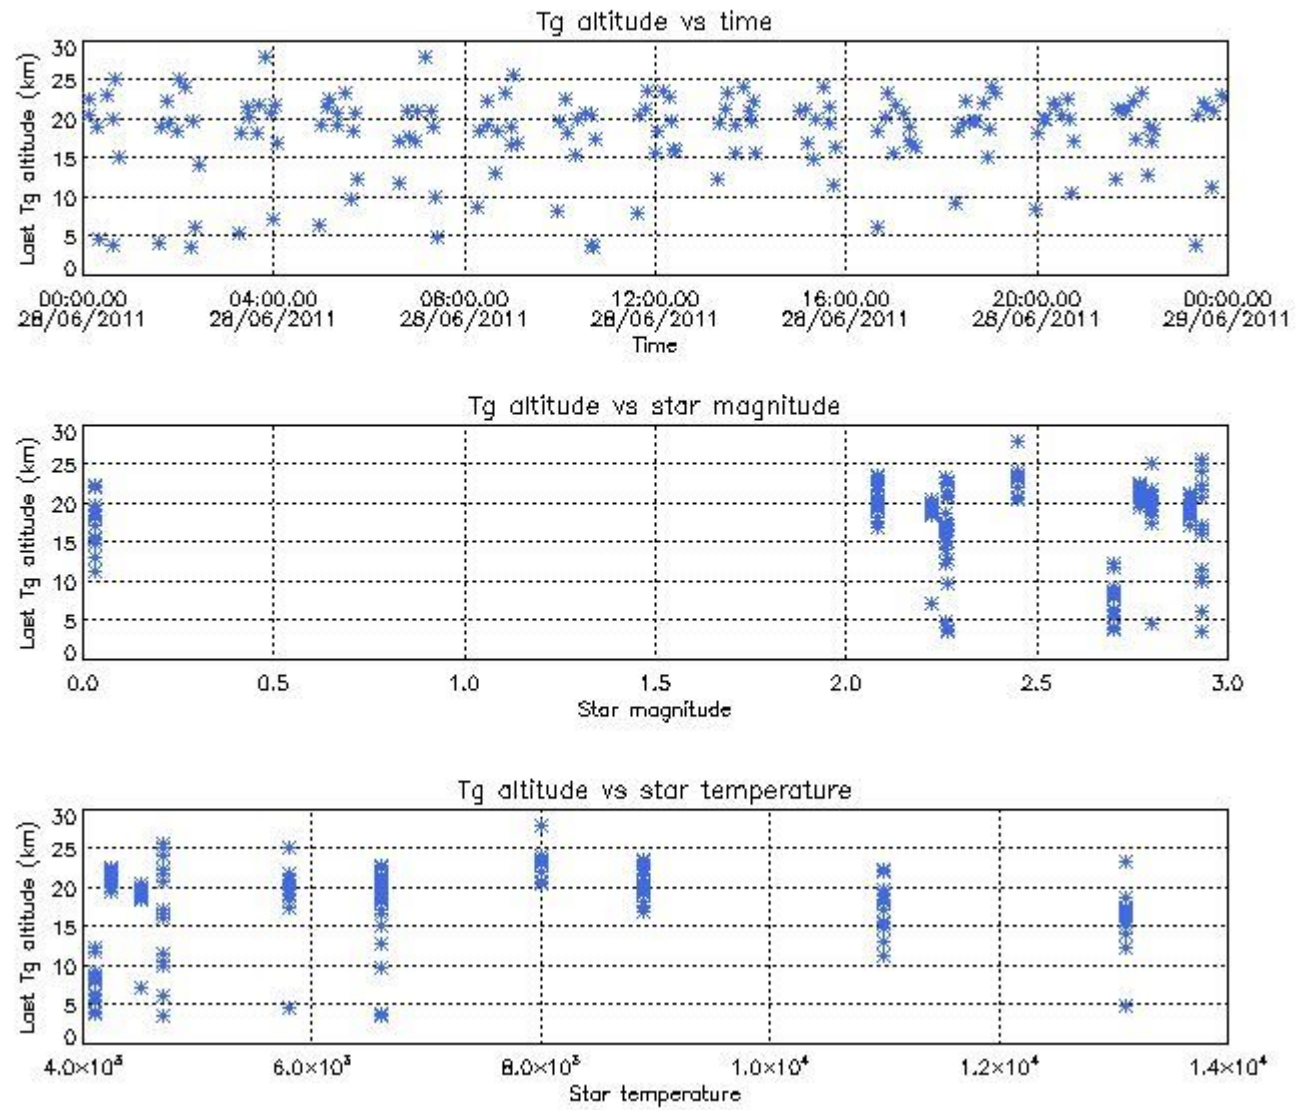 Tg altitude vs time
Last Tg altitude (km)
30
25
20
15
10
5
0
00:00.00 04:00.00 08:00.00 12:00.00 16:00.00 20:00.00 00:00.00
28/06/2011 28/06/2011 28/06/2011 28/06/2011 28/06/2011 28/06/2011 29/06/2011
Time
Tg altitude vs star magnitude
Last Tg altitude (km)
30
25
20
15
10
5
0
0.0 0.5 1.0 1.5 2.0 2.5 3.0
Star magnitude
Tg altitude vs star temperature
Last Tg altitude (km)
30
25
20
15
10
5
0
4.0×10³ 6.0×10³ 8.0×10³ 1.0×10⁴ 1.2×10⁴ 1.4×10⁴
Star temperature